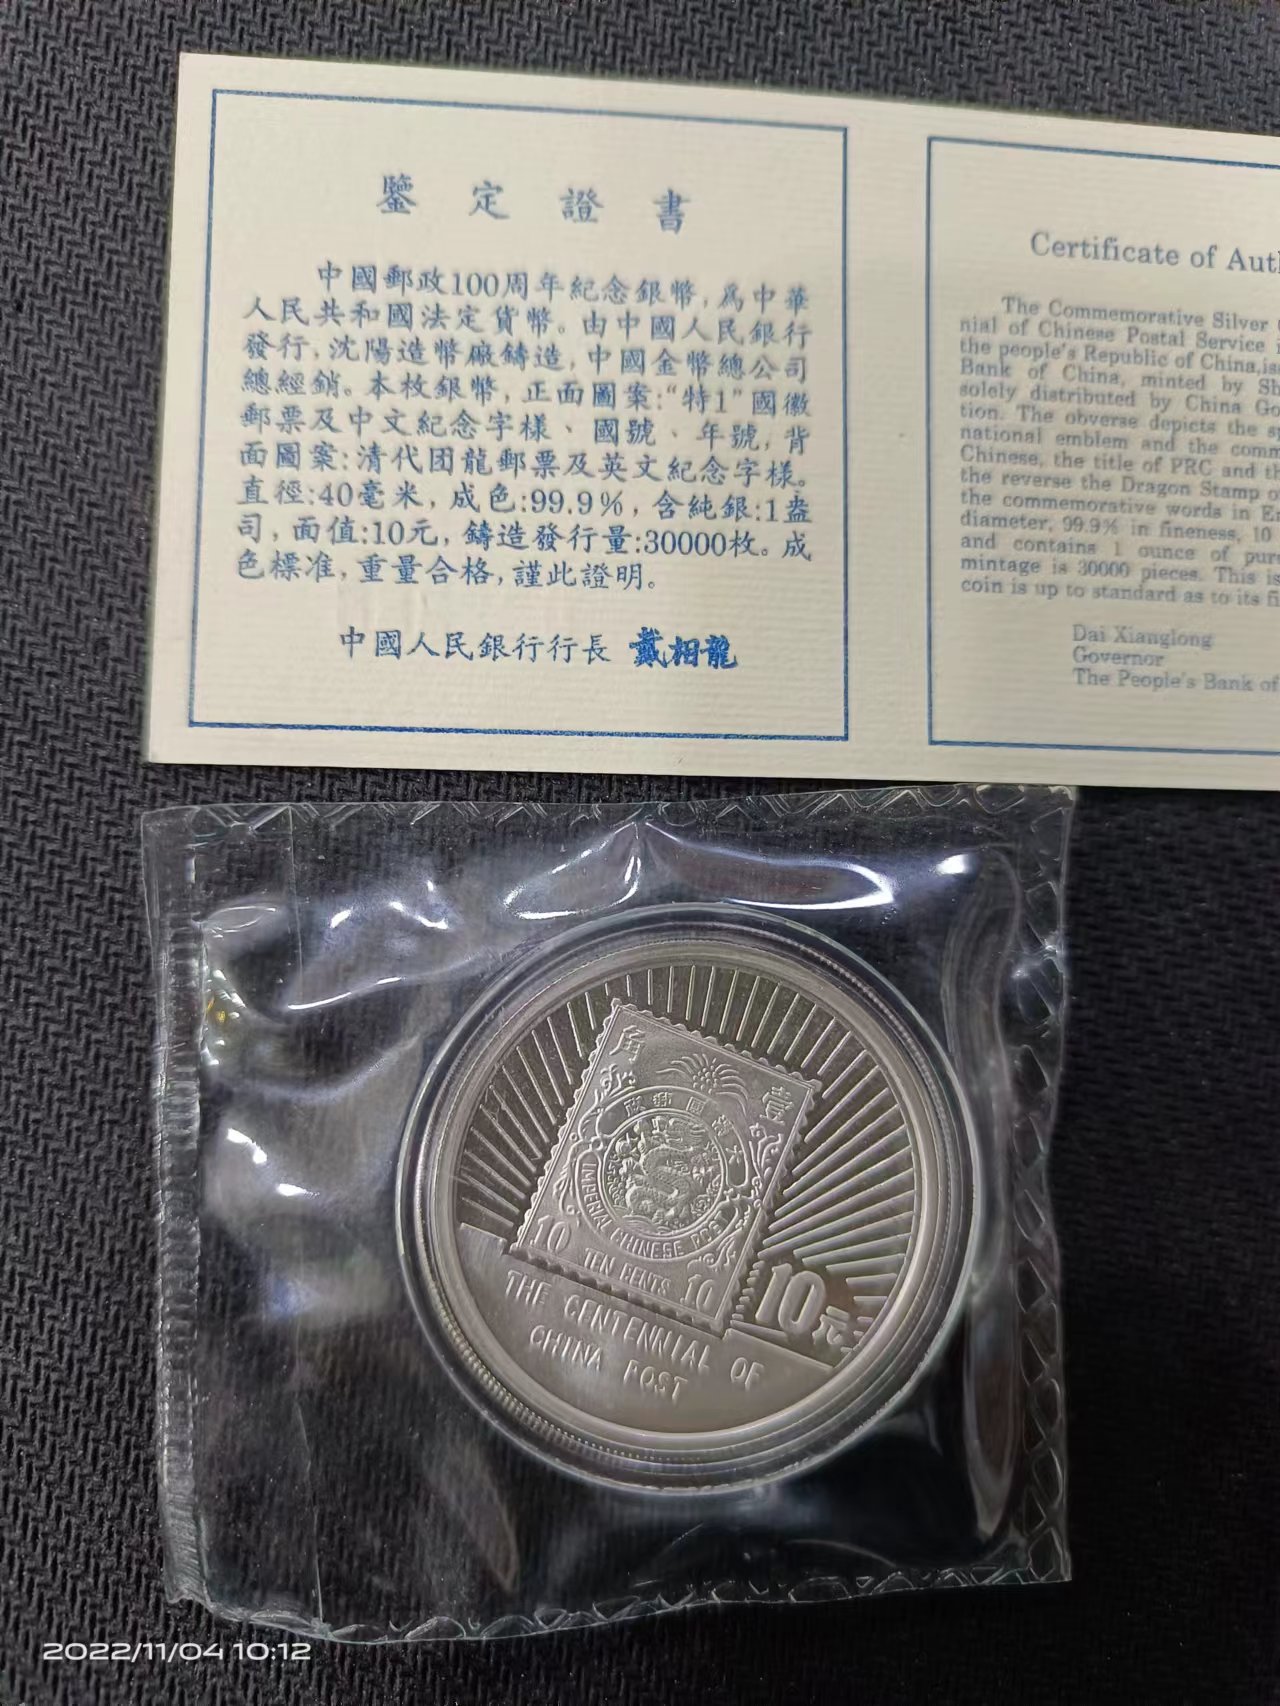 鑒定證書
中國郵政100周年紀念銀幣,爲中華
人民共和國法定貨幣。由中國人民銀行
發行,沈陽造幣廠鑄造,中國金幣總公司
總經銷。本枚銀幣,正面圖案:“特1”國徽
郵票及中文紀念字樣、國號、年號,背
面圖案:清代团龍郵票及英文紀念字樣。
直徑:40毫米,成色:99.9%,含純銀:1盎
司,面值:10元,鑄造發行量:30000枚。成
色標准,重量合格,謹此證明。
中國人民銀行行長 戴相龍
Certificate of Aut
The Commemorative Silver
nial of Chinese Postal Service i
the people's Republic of China,is
Bank of China, minted by Sh
solely distributed by China Go
tion. The obverse depicts the s
national emblem and the comm
Chinese, the title of PRC and th
the reverse the Dragon Stamp o
the commemorative words in E
diameter, 99.9% in fineness, 10
and contains 1 ounce of pur
mintage is 30000 pieces. This is
coin is up to standard as to its fi
Dai Xianglong
Governor
The People's Bank of
角
壹
大清國郵政
IMPERIAL CHINESE POST
10 TEN CENTS 10
10元
THE CENTENNIAL OF
CHINA POST
2022/11/04 10:12